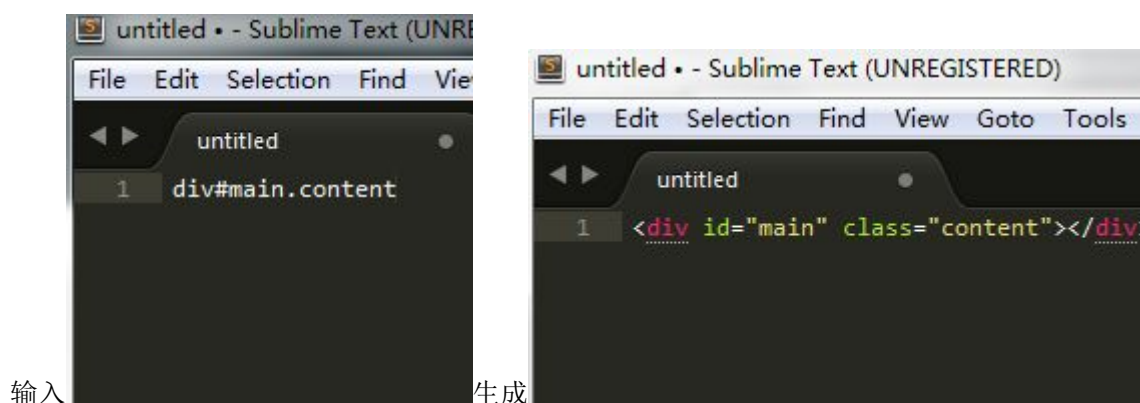 untitled • - Sublime Text (UNRE
File Edit Selection Find Vie
untitled
1 div#main.content
输入
生成
untitled • - Sublime Text (UNREGISTERED)
File Edit Selection Find View Goto Tools
untitled
1 <div id="main" class="content"></div